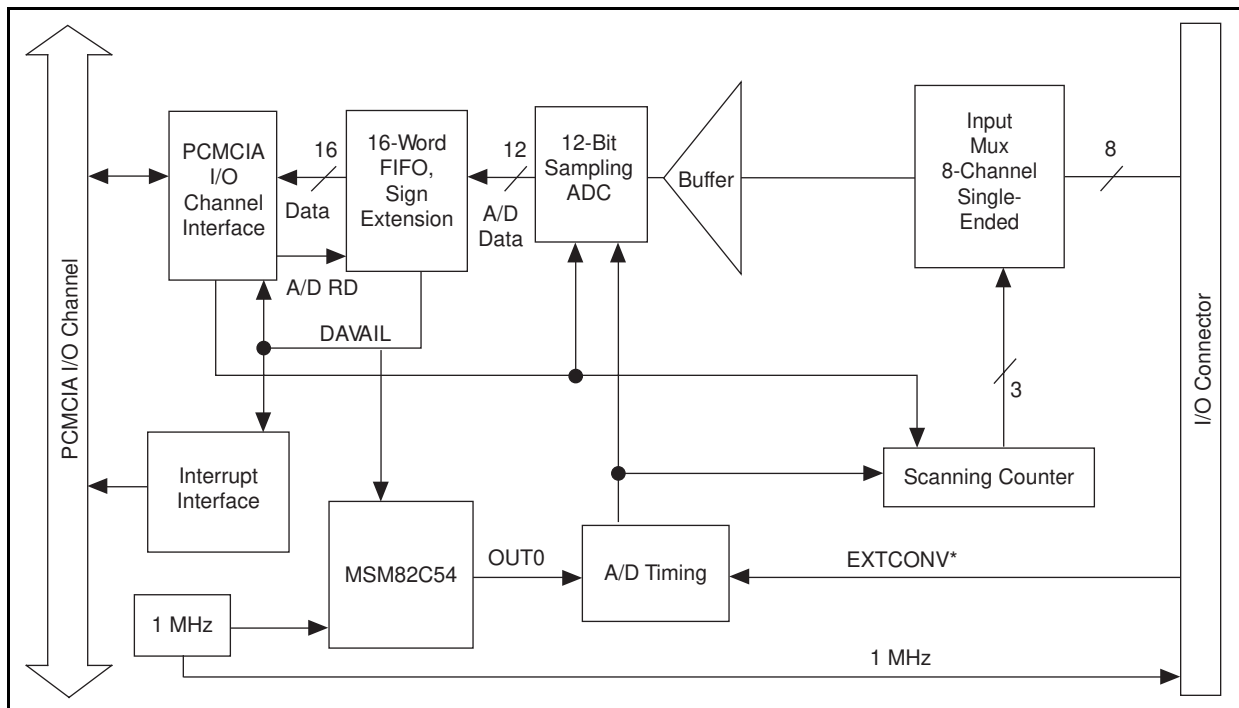 PCMCIA I/O Channel
PCMCIA
I/O
Channel
Interface
16
Data
A/D RD
16-Word
FIFO,
Sign
Extension
12
A/D
Data
12-Bit
Sampling
ADC
Buffer
Input
Mux
8-Channel
Single-
Ended
8
I/O Connector
DAVAIL
3
Interrupt
Interface
Scanning Counter
MSM82C54
OUT0
A/D Timing
EXTCONV*
1 MHz
1 MHz